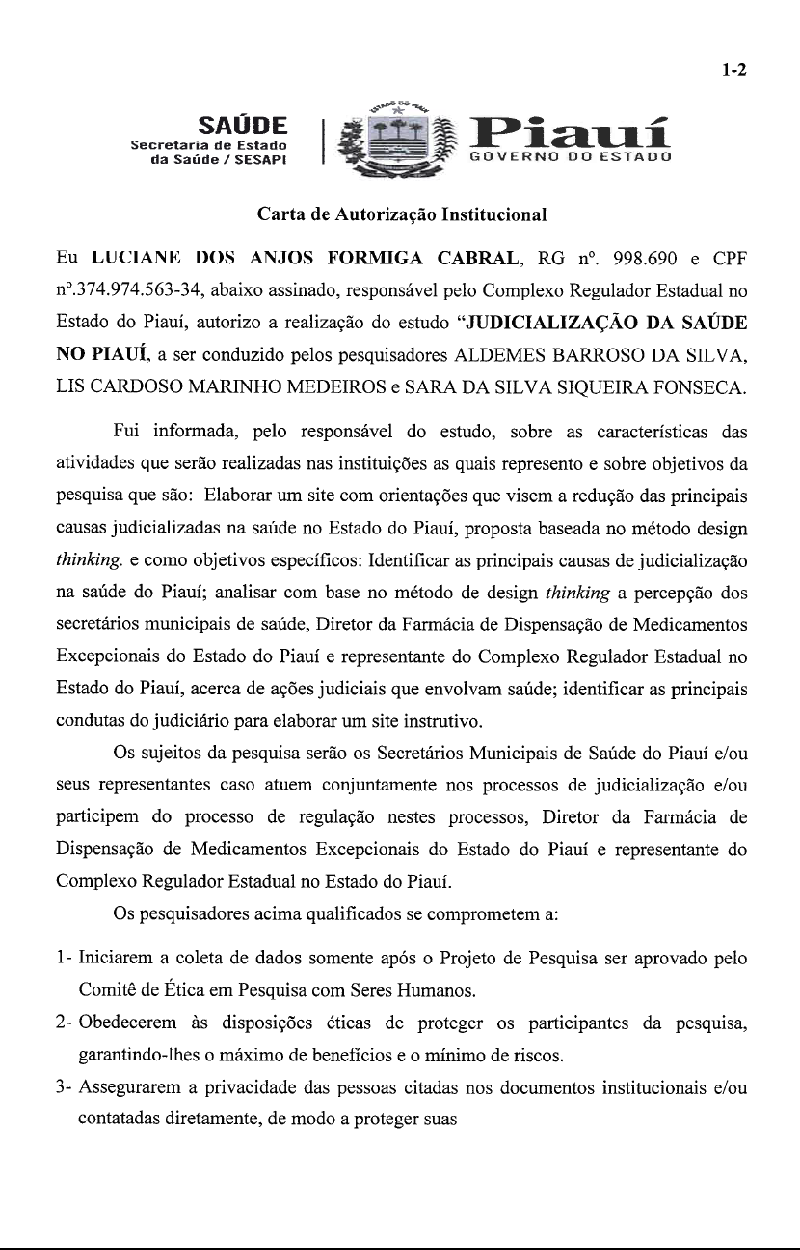 1-2
SAÚDE
Secretaria de Estado
da Saúde / SESAPI
ESTADO DO PIAUÍ
Piauí
GOVERNO DO ESTADO
Carta de Autorização Institucional
Eu LUCIANE DOS ANJOS FORMIGA CABRAL, RG nº. 998.690 e CPF
nº.374.974.563-34, abaixo assinado, responsável pelo Complexo Regulador Estadual no
Estado do Piauí, autorizo a realização do estudo “JUDICIALIZAÇÃO DA SAÚDE
NO PIAUÍ, a ser conduzido pelos pesquisadores ALDEMES BARROSO DA SILVA,
LIS CARDOSO MARINHO MEDEIROS e SARA DA SILVA SIQUEIRA FONSECA.
Fui informada, pelo responsável do estudo, sobre as características das
atividades que serão realizadas nas instituições as quais represento e sobre objetivos da
pesquisa que são: Elaborar um site com orientações que visem a redução das principais
causas judicializadas na saúde no Estado do Piauí, proposta baseada no método design
thinking. e como objetivos específicos: Identificar as principais causas de judicialização
na saúde do Piauí; analisar com base no método de design thinking a percepção dos
secretários municipais de saúde, Diretor da Farmácia de Dispensação de Medicamentos
Excepcionais do Estado do Piauí e representante do Complexo Regulador Estadual no
Estado do Piauí, acerca de ações judiciais que envolvam saúde; identificar as principais
condutas do judiciário para elaborar um site instrutivo.
Os sujeitos da pesquisa serão os Secretários Municipais de Saúde do Piauí e/ou
seus representantes caso atuem conjuntamente nos processos de judicialização e/ou
participem do processo de regulação nestes processos, Diretor da Farmácia de
Dispensação de Medicamentos Excepcionais do Estado do Piauí e representante do
Complexo Regulador Estadual no Estado do Piauí.
Os pesquisadores acima qualificados se comprometem a:
1- Iniciarem a coleta de dados somente após o Projeto de Pesquisa ser aprovado pelo
Comitê de Ética em Pesquisa com Seres Humanos.
2- Obedecerem às disposições éticas de proteger os participantes da pesquisa,
garantindo-lhes o máximo de benefícios e o mínimo de riscos.
3- Assegurarem a privacidade das pessoas citadas nos documentos institucionais e/ou
contatadas diretamente, de modo a proteger suas